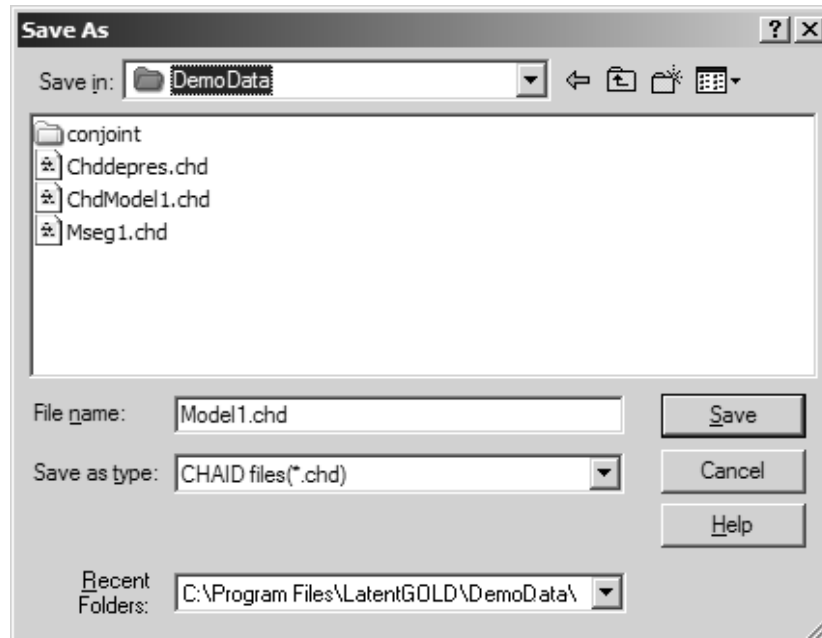 Save As
Save in: DemoData
conjoint
Chddepres.chd
ChdModel1.chd
Mseg1.chd
File name: Model1.chd Save
Save as type: CHAID files(*.chd) Cancel
Help
Recent Folders: C:\Program Files\LatentGOLD\DemoData\